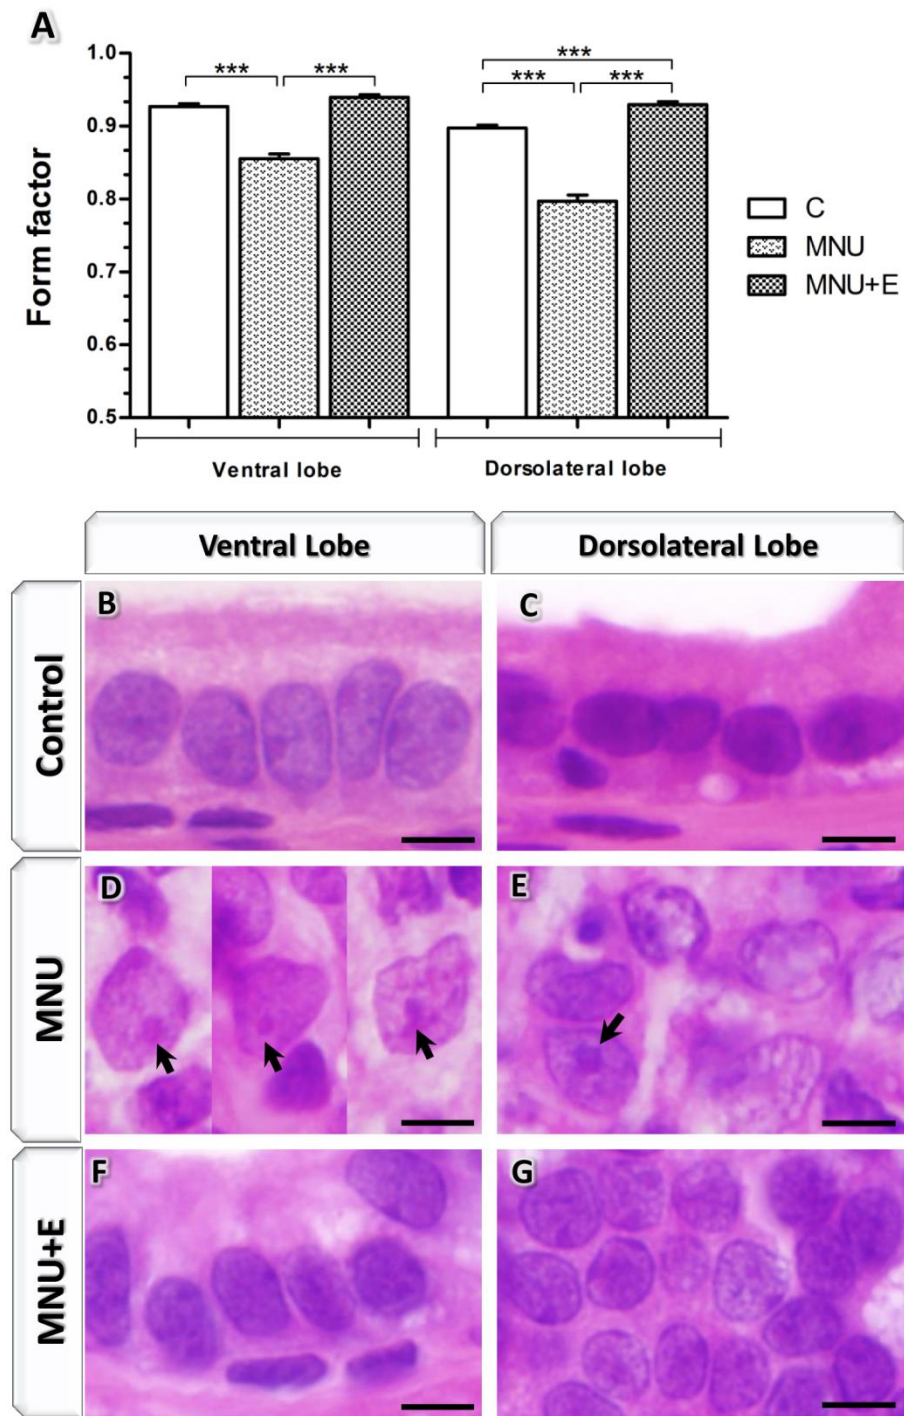 A
1.0
0.9
0.8
0.7
0.6
0.5
Form factor
***
***
***
***
***
C
MNU
MNU+E
Ventral lobe
Dorsolateral lobe
Ventral Lobe
Dorsolateral Lobe
Control
B
C
MNU
D
E
MNU+E
F
G